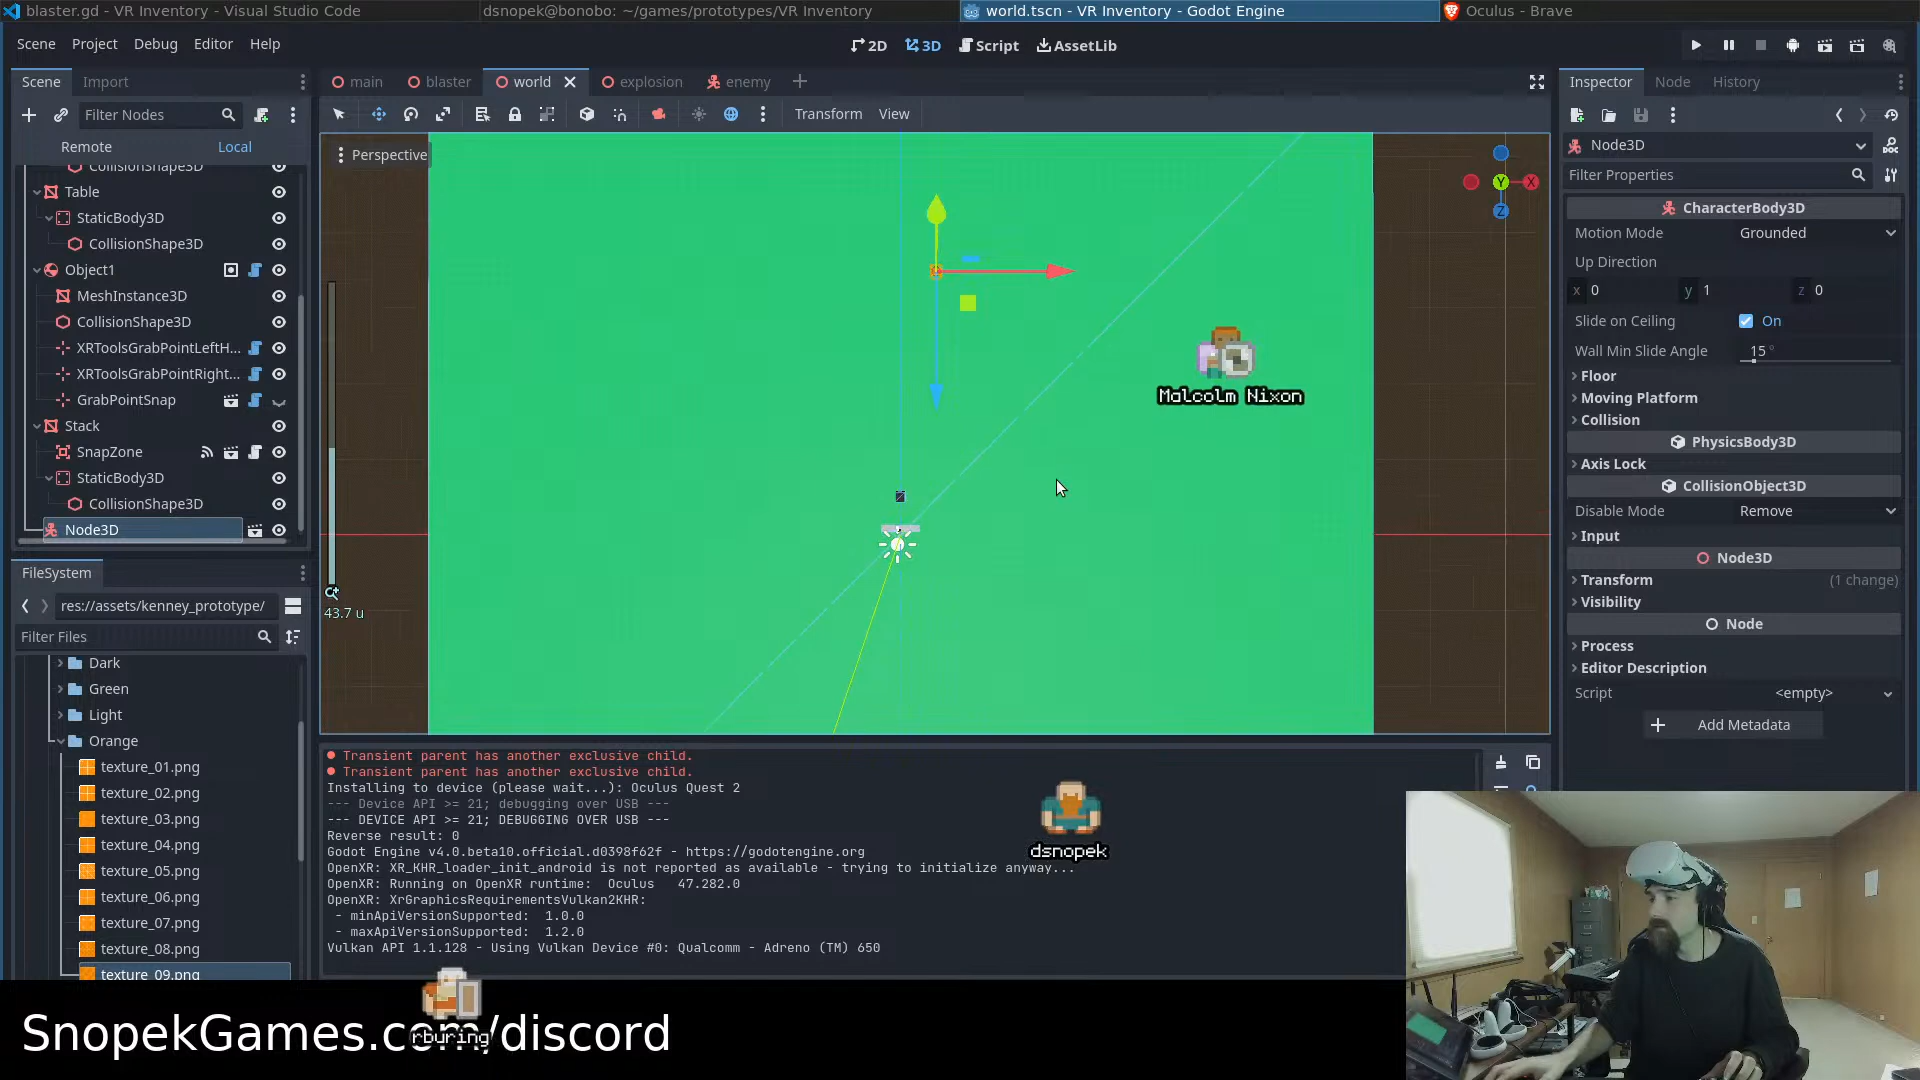 blaster.gd - VR Inventory - Visual Studio Code
dsnopek@bonobo: ~/games/prototypes/VR Inventory
world.tscn - VR Inventory - Godot Engine
Oculus - Brave
Scene Project Debug Editor Help
2D 3D Script AssetLib
Scene Import
main blaster world explosion enemy
Inspector Node History
Filter Nodes
Transform View
Remote Local
Perspective
Node3D
Filter Properties
CollisionShape3D
Table
StaticBody3D
CollisionShape3D
Object1
MeshInstance3D
CollisionShape3D
XRToolsGrabPointLeftH...
XRToolsGrabPointRight...
GrabPointSnap
Stack
SnapZone
StaticBody3D
CollisionShape3D
Node3D
Y X
Z
Malcolm Nixon
43.7 u
CharacterBody3D
Motion Mode Grounded
Up Direction
x 0 y 1 z 0
Slide on Ceiling On
Wall Min Slide Angle 15 °
Floor
Moving Platform
Collision
PhysicsBody3D
Axis Lock
CollisionObject3D
Disable Mode Remove
Input
Node3D
Transform (1 change)
Visibility
Node
Process
Editor Description
Script <empty>
Add Metadata
FileSystem
res://assets/kenney_prototype/
Filter Files
Dark
Green
Light
Orange
texture_01.png
texture_02.png
texture_03.png
texture_04.png
texture_05.png
texture_06.png
texture_07.png
texture_08.png
texture_09.png
Transient parent has another exclusive child.
Transient parent has another exclusive child.
Installing to device (please wait...): Oculus Quest 2
--- Device API >= 21; debugging over USB ---
--- DEVICE API >= 21; DEBUGGING OVER USB ---
Reverse result: 0
Godot Engine v4.0.beta10.official.d0398f62f - https://godotengine.org
OpenXR: XR_KHR_loader_init_android is not reported as available - trying to initialize anyway...
OpenXR: Running on OpenXR runtime:  Oculus   47.282.0
OpenXR: XrGraphicsRequirementsVulkan2KHR:
- minApiVersionSupported:  1.0.0
- maxApiVersionSupported:  1.2.0
Vulkan API 1.1.128 - Using Vulkan Device #0: Qualcomm - Adreno (TM) 650
dsnopek
SnopekGames.com/discord
rburing